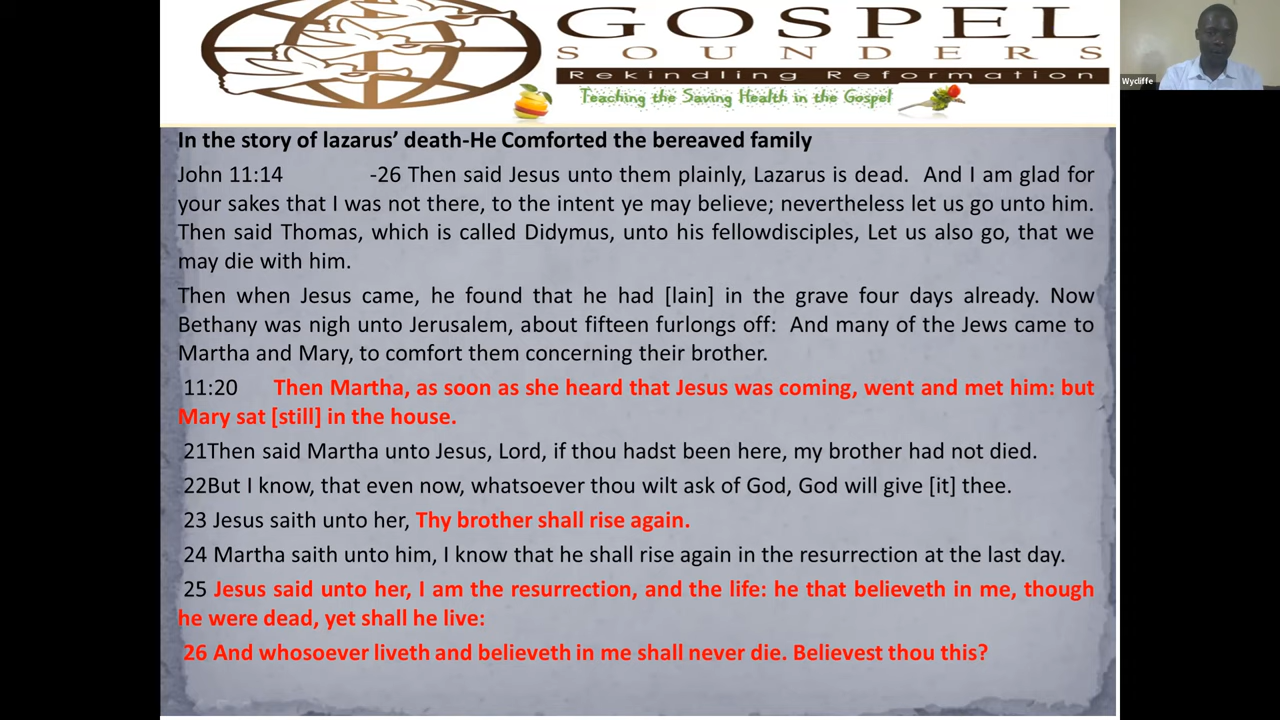 GOSPEL
SOUNDERS
Rekindling Reformation
Teaching the Saving Health in the Gospel
Wycliffe
In the story of lazarus' death-He Comforted the bereaved family
John 11:14 -26 Then said Jesus unto them plainly, Lazarus is dead. And I am glad for
your sakes that I was not there, to the intent ye may believe; nevertheless let us go unto him.
Then said Thomas, which is called Didymus, unto his fellowdisciples, Let us also go, that we
may die with him.
Then when Jesus came, he found that he had [lain] in the grave four days already. Now
Bethany was nigh unto Jerusalem, about fifteen furlongs off: And many of the Jews came to
Martha and Mary, to comfort them concerning their brother.
11:20 Then Martha, as soon as she heard that Jesus was coming, went and met him: but
Mary sat [still] in the house.
21Then said Martha unto Jesus, Lord, if thou hadst been here, my brother had not died.
22But I know, that even now, whatsoever thou wilt ask of God, God will give [it] thee.
23 Jesus saith unto her, Thy brother shall rise again.
24 Martha saith unto him, I know that he shall rise again in the resurrection at the last day.
25 Jesus said unto her, I am the resurrection, and the life: he that believeth in me, though
he were dead, yet shall he live:
26 And whosoever liveth and believeth in me shall never die. Believest thou this?